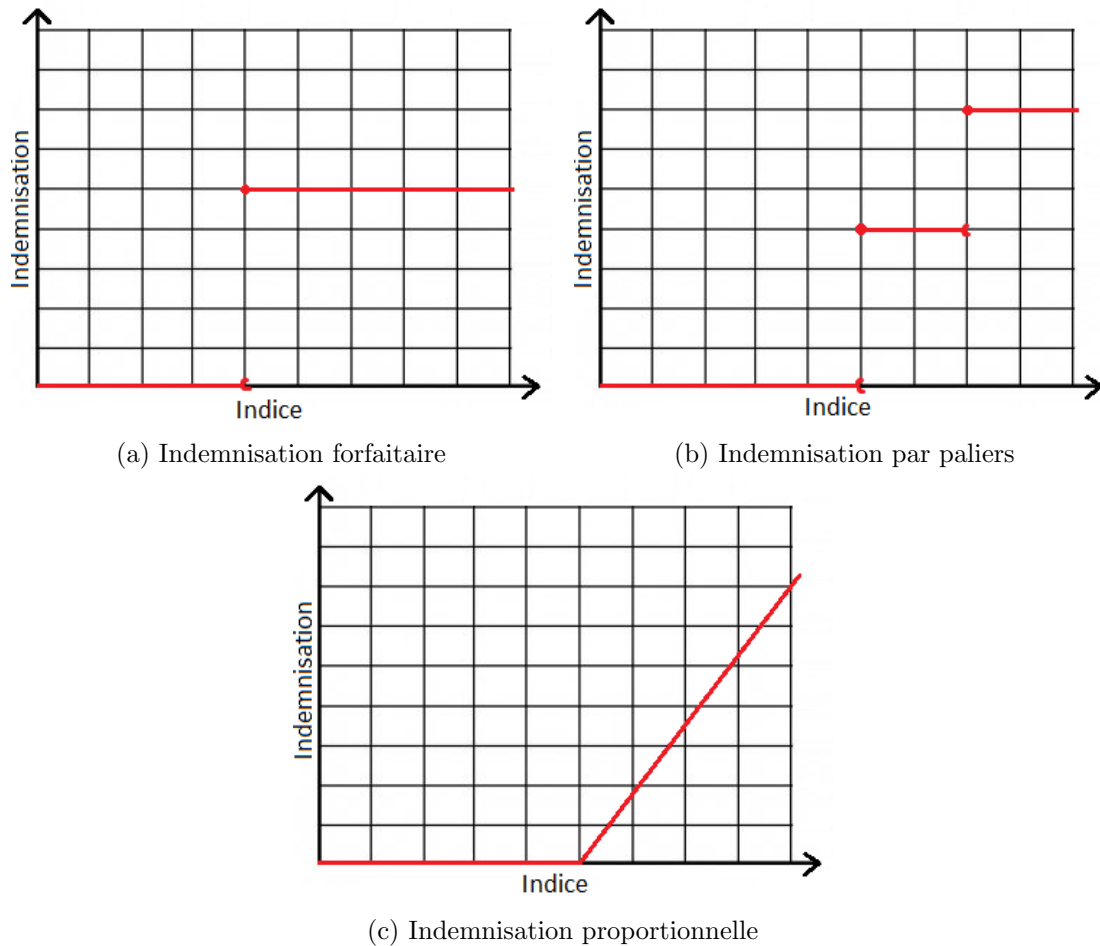 Indemnisation
Indice
(a) Indemnisation forfaitaire
Indemnisation
Indice
(b) Indemnisation par paliers
Indemnisation
Indice
(c) Indemnisation proportionnelle